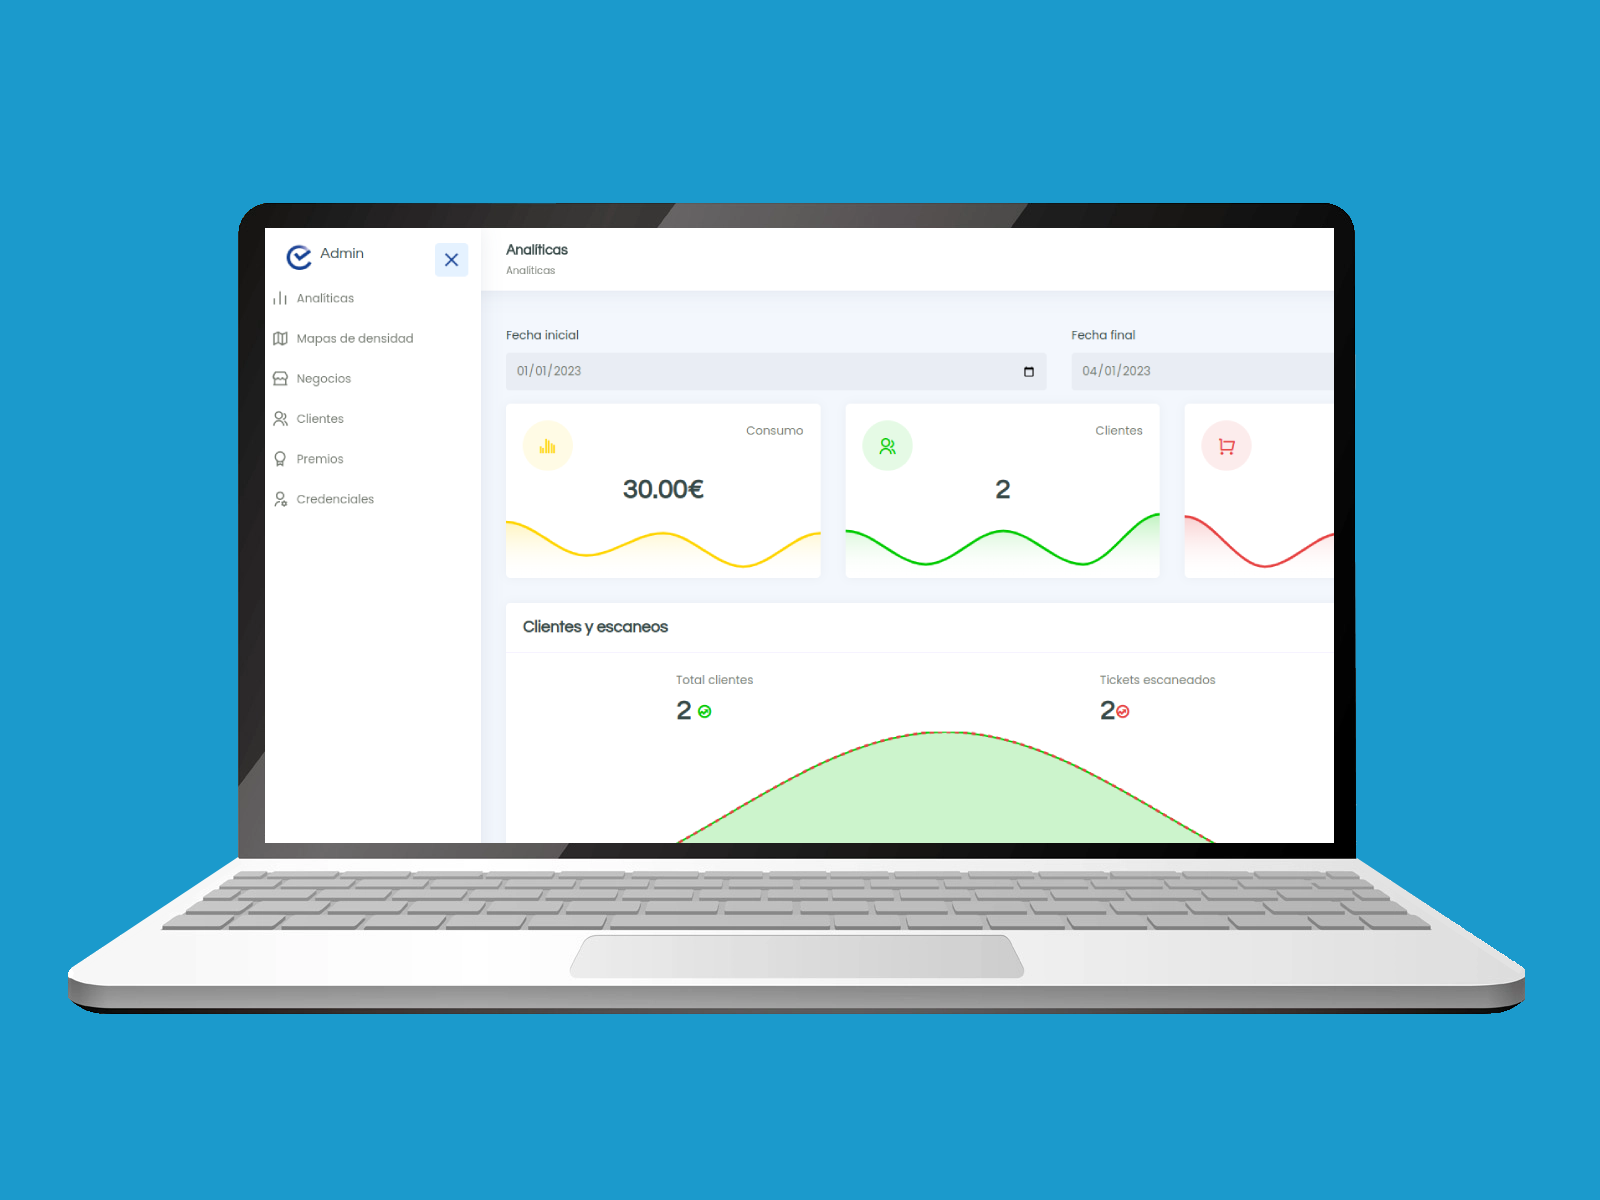 Admin
Analíticas
Mapas de densidad
Negocios
Clientes
Premios
Credenciales
Analíticas
Analíticas
Fecha inicial
Fecha final
01/01/2023
04/01/2023
Consumo
30.00€
Clientes
2
Clientes y escaneos
Total clientes
2
Tickets escaneados
2